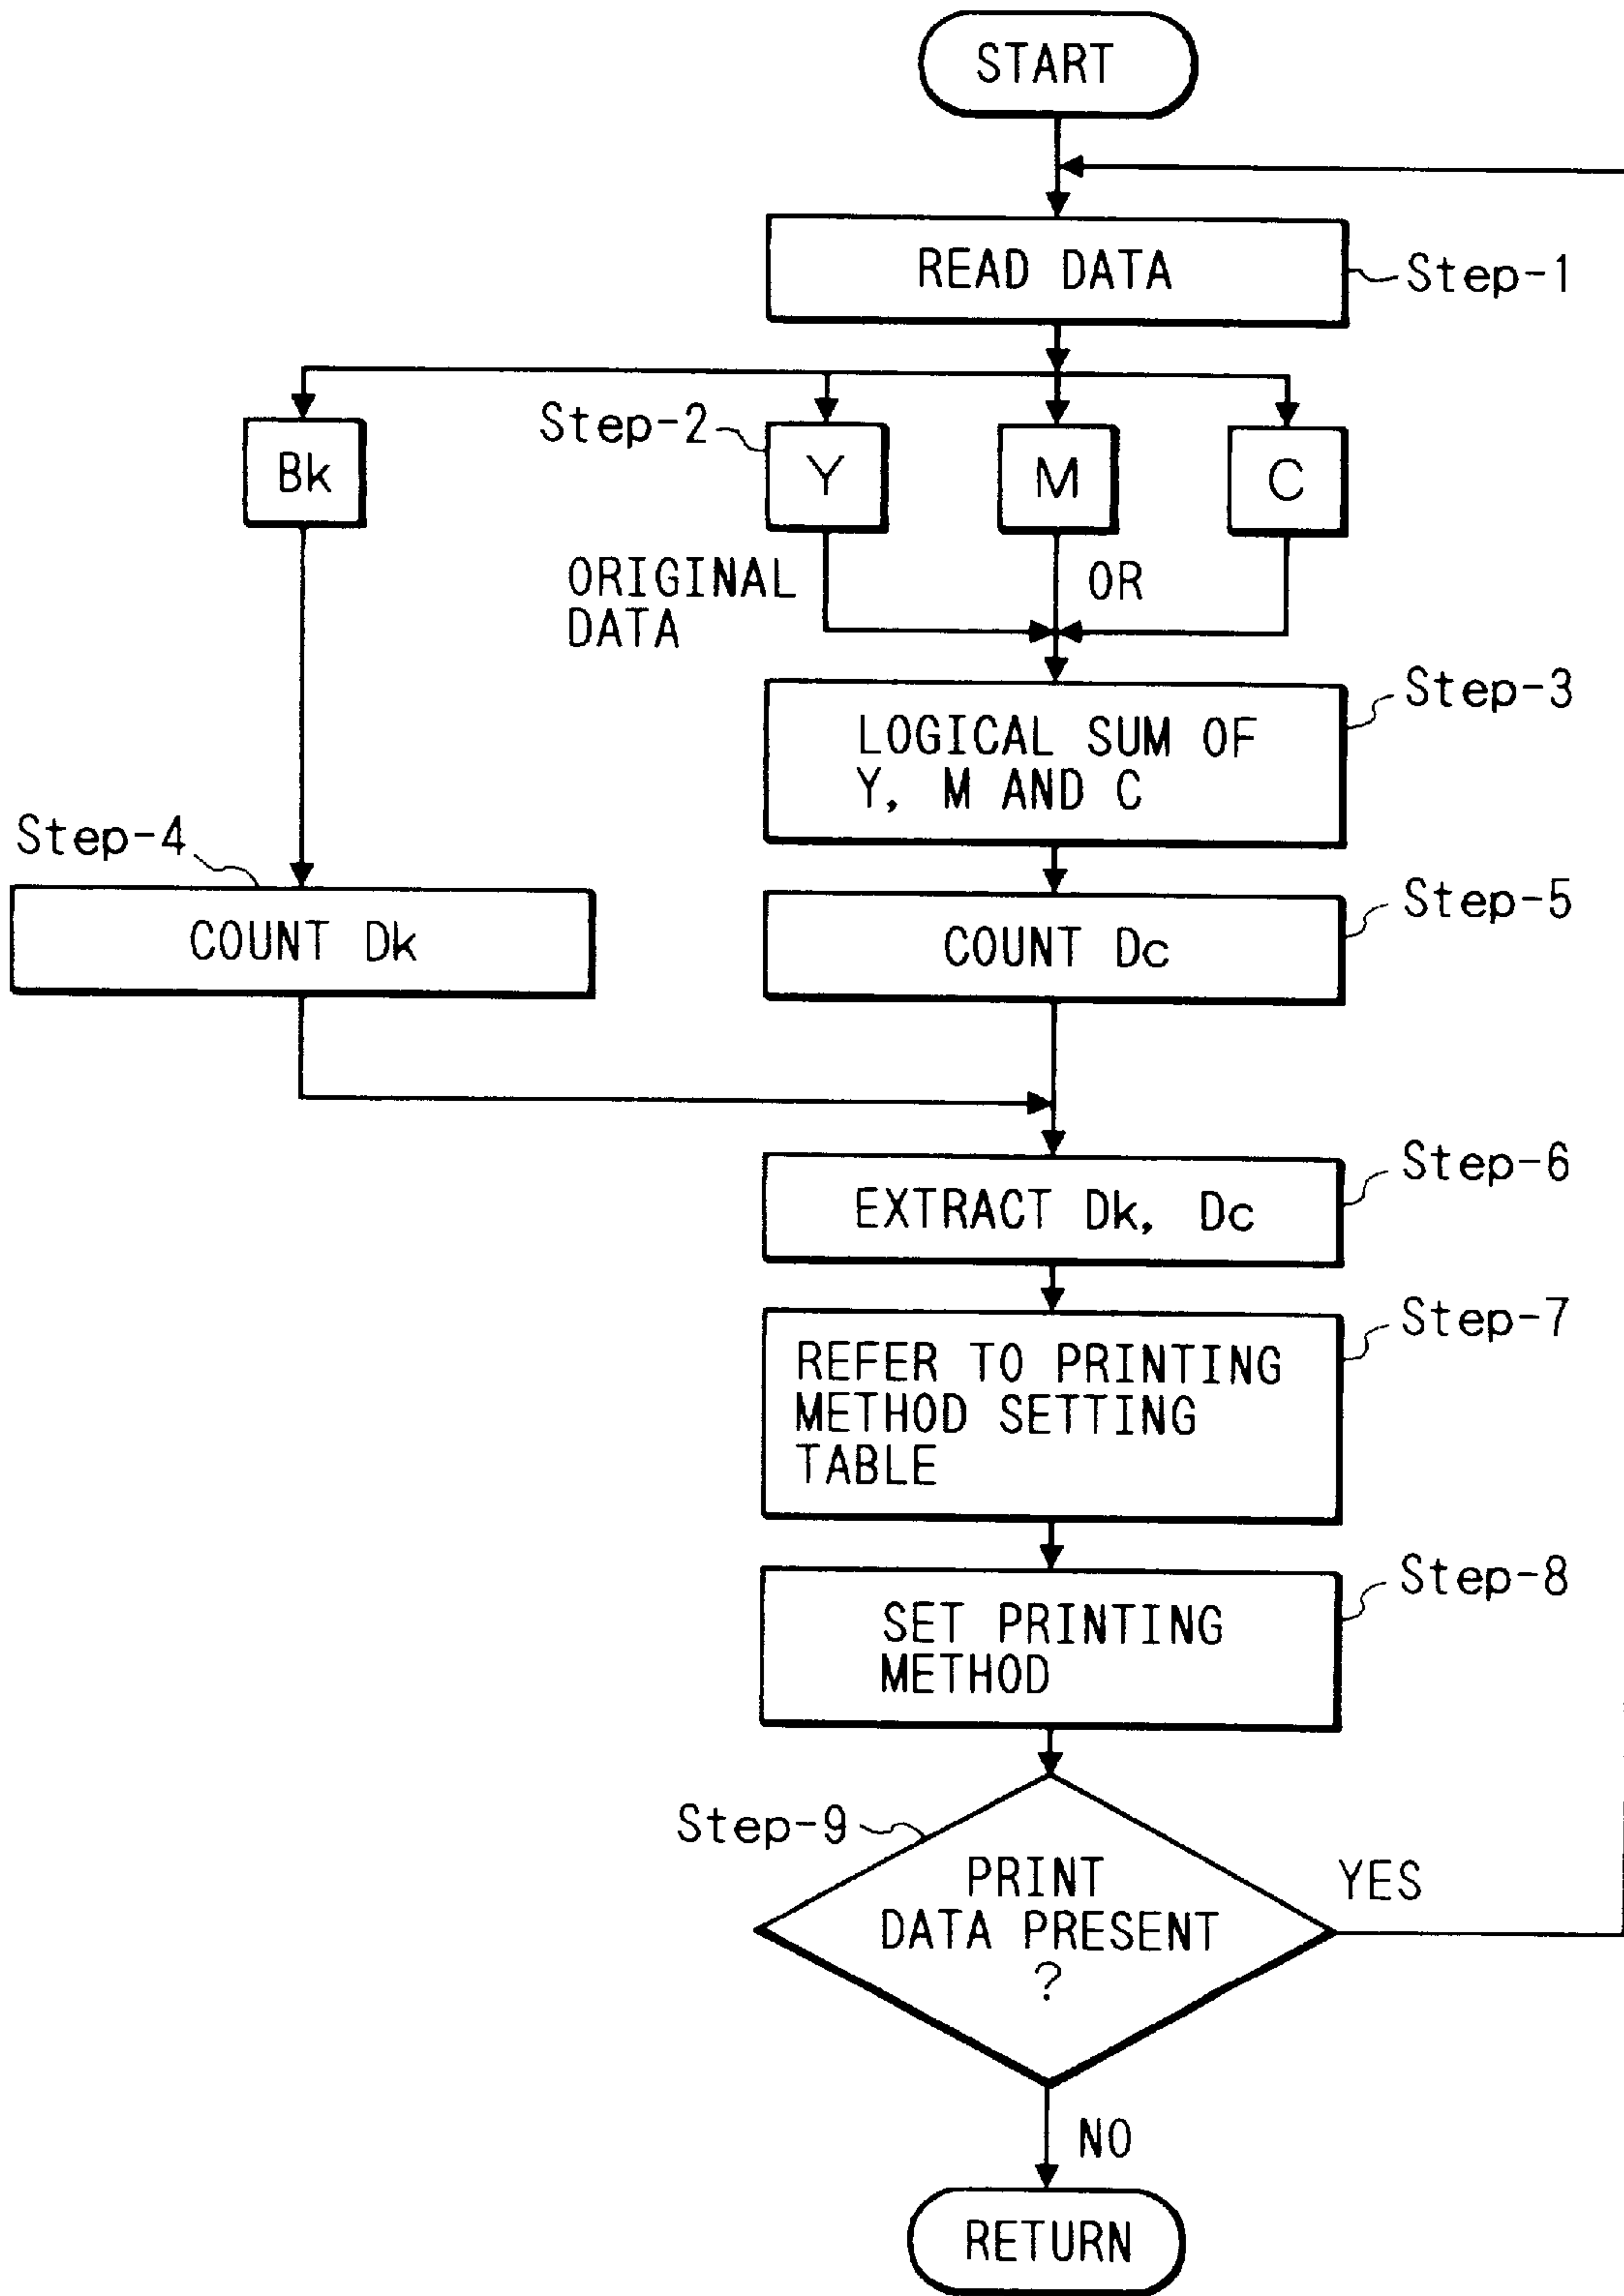 START
READ DATA
Step-1
Step-2
Bk
Y
M
C
ORIGINAL
DATA
OR
Step-3
LOGICAL SUM OF
Y, M AND C
Step-4
COUNT Dk
Step-5
COUNT Dc
Step-6
EXTRACT Dk, Dc
Step-7
REFER TO PRINTING
METHOD SETTING
TABLE
Step-8
SET PRINTING
METHOD
Step-9
PRINT
DATA PRESENT
?
YES
NO
RETURN